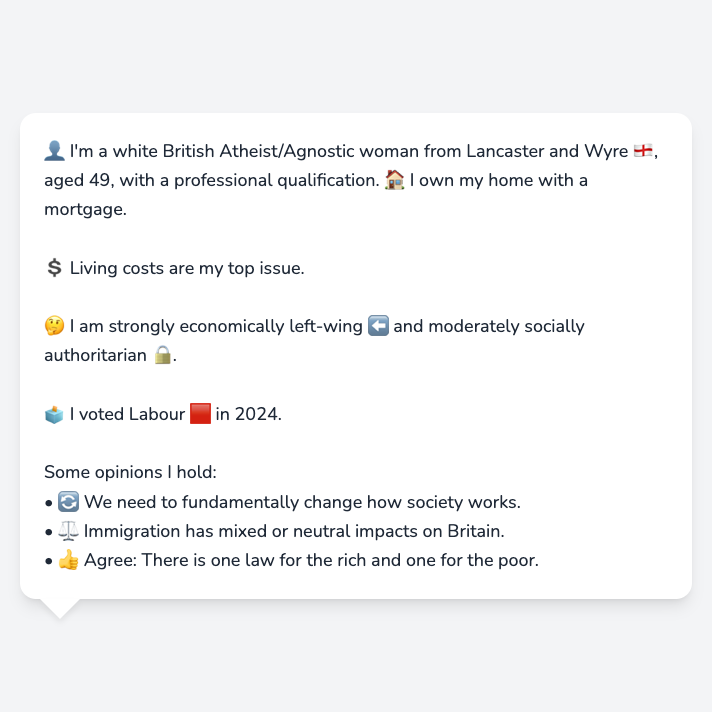 👤 I'm a white British Atheist/Agnostic woman from Lancaster and Wyre 🏴󠁧󠁢󠁥󠁮󠁧󠁿,
aged 49, with a professional qualification. 🏠 I own my home with a
mortgage.
💲 Living costs are my top issue.
🤔 I am strongly economically left-wing ⬅️ and moderately socially
authoritarian 🔒.
🗳️ I voted Labour 🟥 in 2024.
Some opinions I hold:
• 🔄 We need to fundamentally change how society works.
• ⚖️ Immigration has mixed or neutral impacts on Britain.
• 👍 Agree: There is one law for the rich and one for the poor.